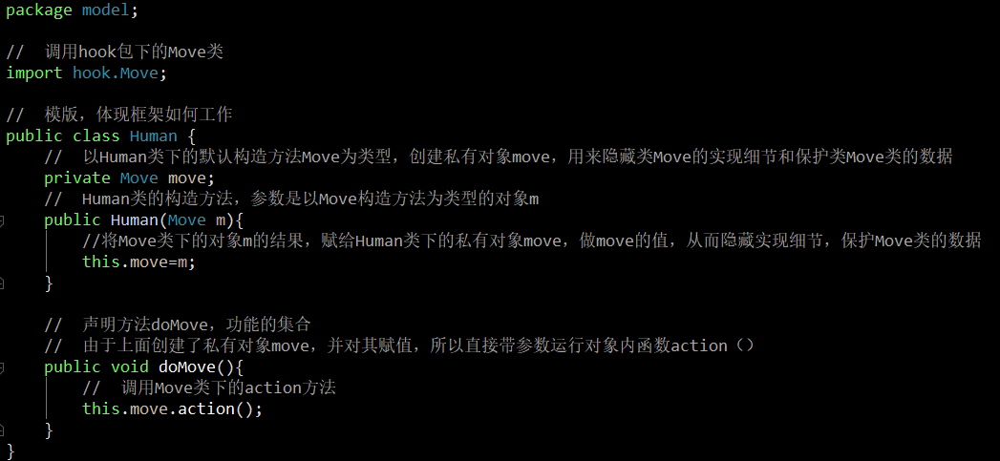 package model;
//  调用hook包下的Move类
import hook.Move;
//  模版，体现框架如何工作
public class Human {
//  以Human类下的默认构造方法Move为类型，创建私有对象move，用来隐藏类Move的实现细节和保护类Move类的数据
private Move move;
//  Human类的构造方法，参数是以Move构造方法为类型的对象m
public Human(Move m){
//将Move类下的对象m的结果，赋给Human类下的私有对象move，做move的值，从而隐藏实现细节，保护Move类的数据
this.move=m;
}
//  声明方法doMove，功能的集合
//  由于上面创建了私有对象move，并对其赋值，所以直接带参数运行对象内函数action（）
public void doMove(){
//  调用Move类下的action方法
this.move.action();
}
}